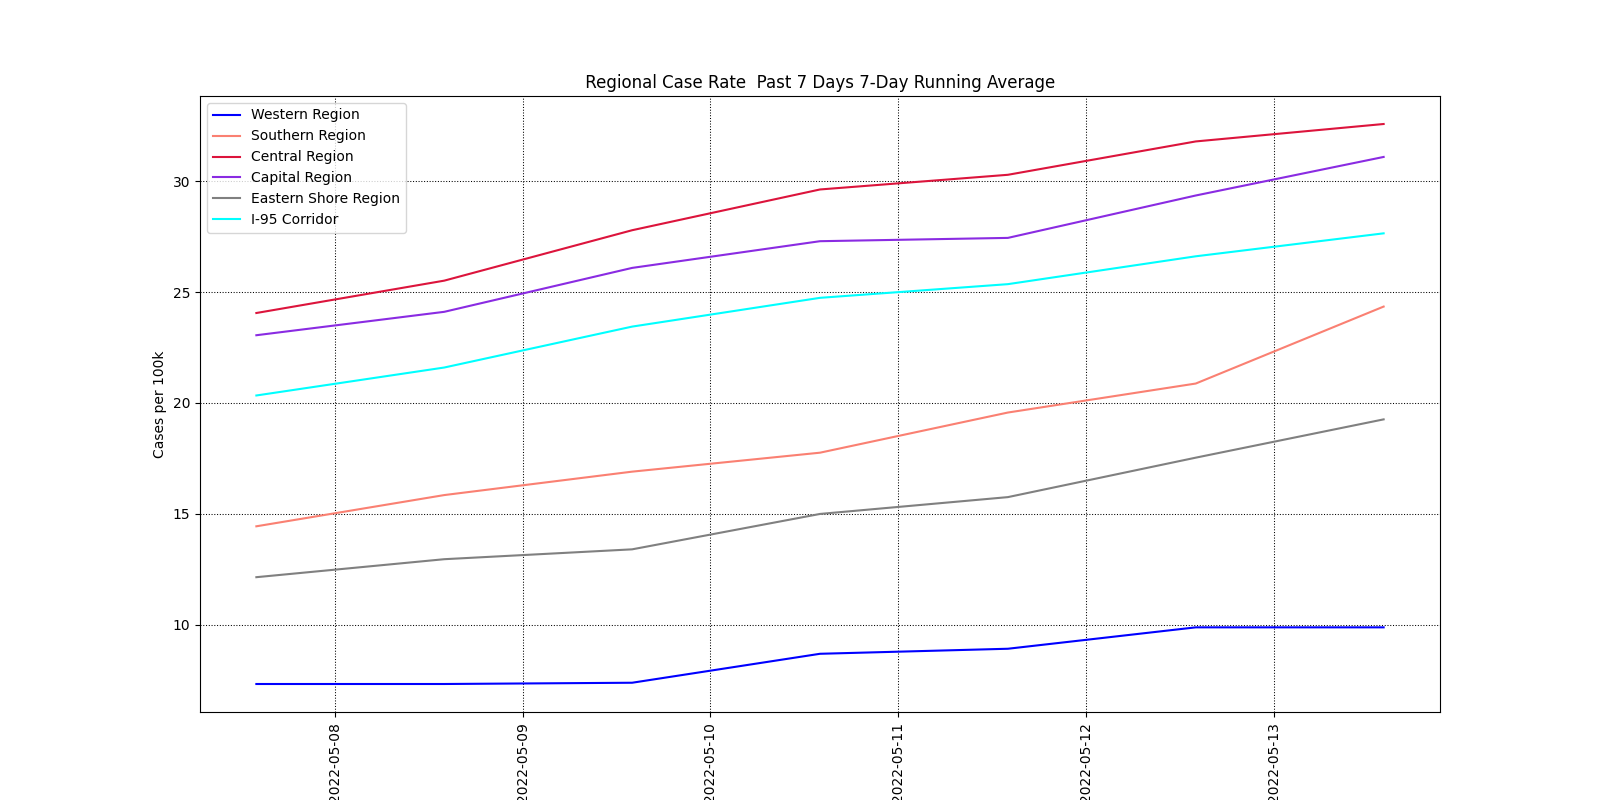 Regional Case Rate  Past 7 Days 7-Day Running Average
Western Region
Southern Region
Central Region
Capital Region
Eastern Shore Region
I-95 Corridor
Cases per 100k
30
25
20
15
10
2022-05-08
2022-05-09
2022-05-10
2022-05-11
2022-05-12
2022-05-13